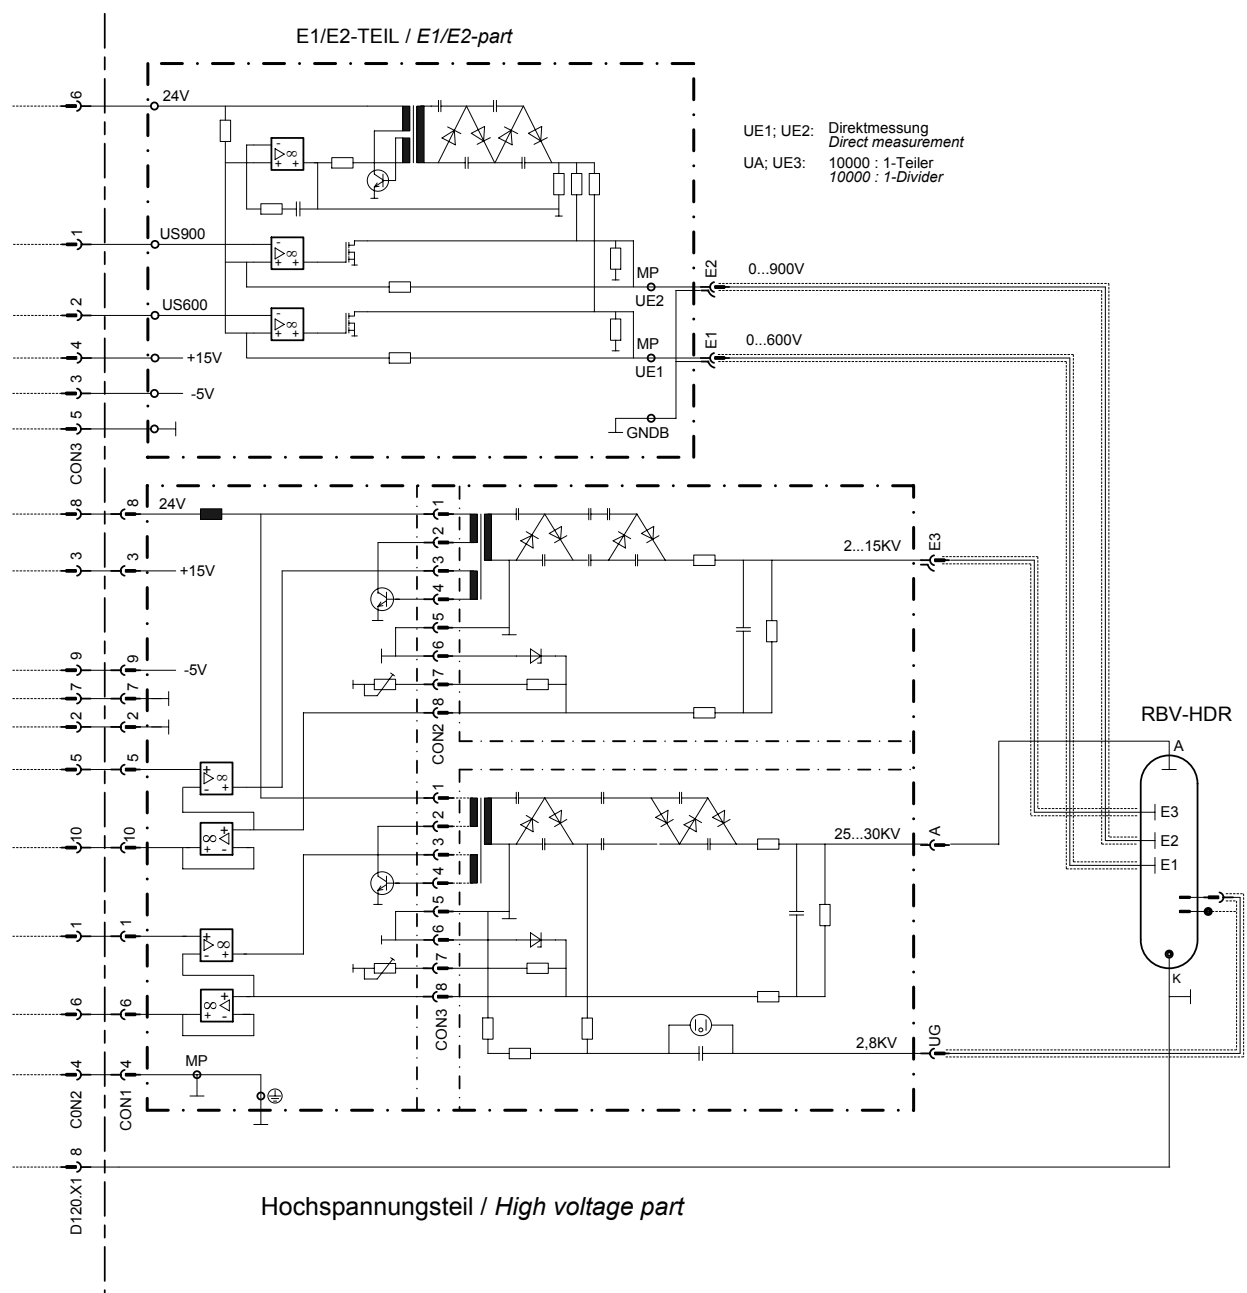 E1/E2-TEIL / E1/E2-part
6
24V
UE1; UE2: Direktmessung
Direct measurement
UA; UE3: 10000 : 1-Teiler
10000 : 1-Divider
- ▷∞ +
1
US900
- ▷∞ +
MP
UE2
E2
0...900V
2
US600
- ▷∞ +
4
+15V
MP
UE1
E1
0...600V
3
-5V
5
GNDB
CON3
8
8
24V
1
2
3
3
+15V
3
4
2...15KV
E3
5
6
9
9
-5V
7
7
7
2
2
8
CON2
RBV-HDR
A
5
5
+ ▷∞ - +
1
2
E3
10
10
+ ∞▷ -
3
25...30KV
A
E2
4
E1
5
1
1
+ ▷∞ - +
6
7
K
6
6
+ ∞▷ -
8
CON3
2,8KV
UG
4
4
MP
C0N2
CON1
8
D120.X1
Hochspannungsteil / High voltage part